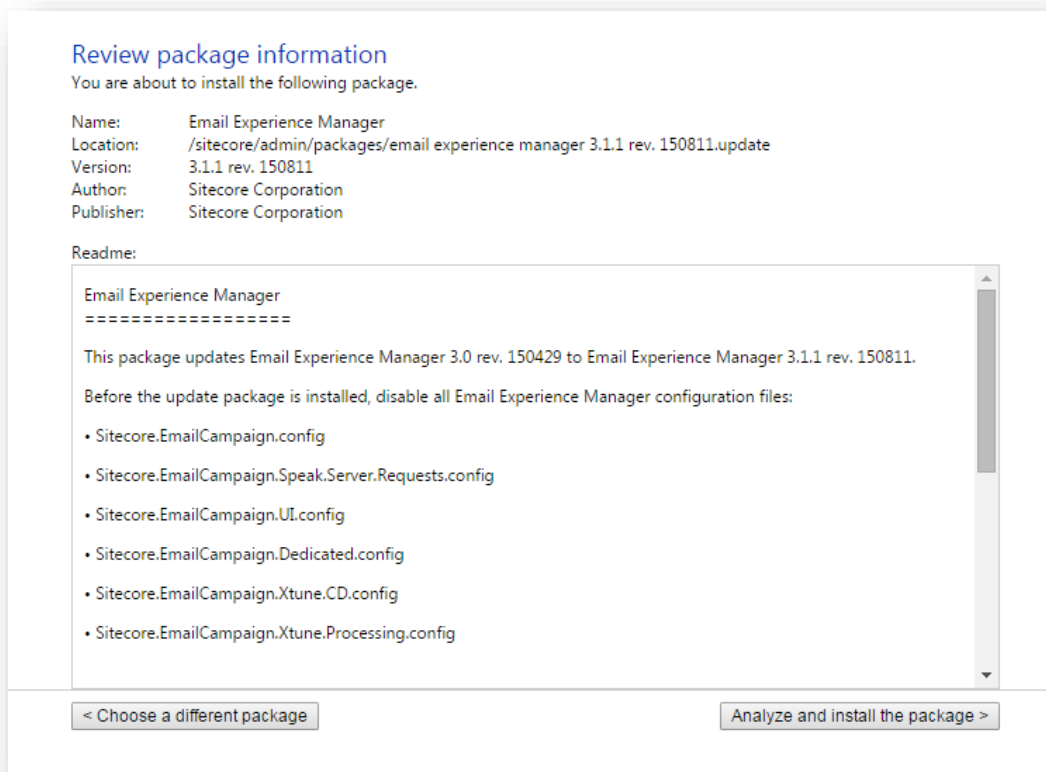 Review package information
You are about to install the following package.
Name: Email Experience Manager
Location: /sitecore/admin/packages/email experience manager 3.1.1 rev. 150811.update
Version: 3.1.1 rev. 150811
Author: Sitecore Corporation
Publisher: Sitecore Corporation
Readme:
Email Experience Manager
==================
This package updates Email Experience Manager 3.0 rev. 150429 to Email Experience Manager 3.1.1 rev. 150811.
Before the update package is installed, disable all Email Experience Manager configuration files:
• Sitecore.EmailCampaign.config
• Sitecore.EmailCampaign.Speak.Server.Requests.config
• Sitecore.EmailCampaign.UI.config
• Sitecore.EmailCampaign.Dedicated.config
• Sitecore.EmailCampaign.Xtune.CD.config
• Sitecore.EmailCampaign.Xtune.Processing.config
< Choose a different package
Analyze and install the package >